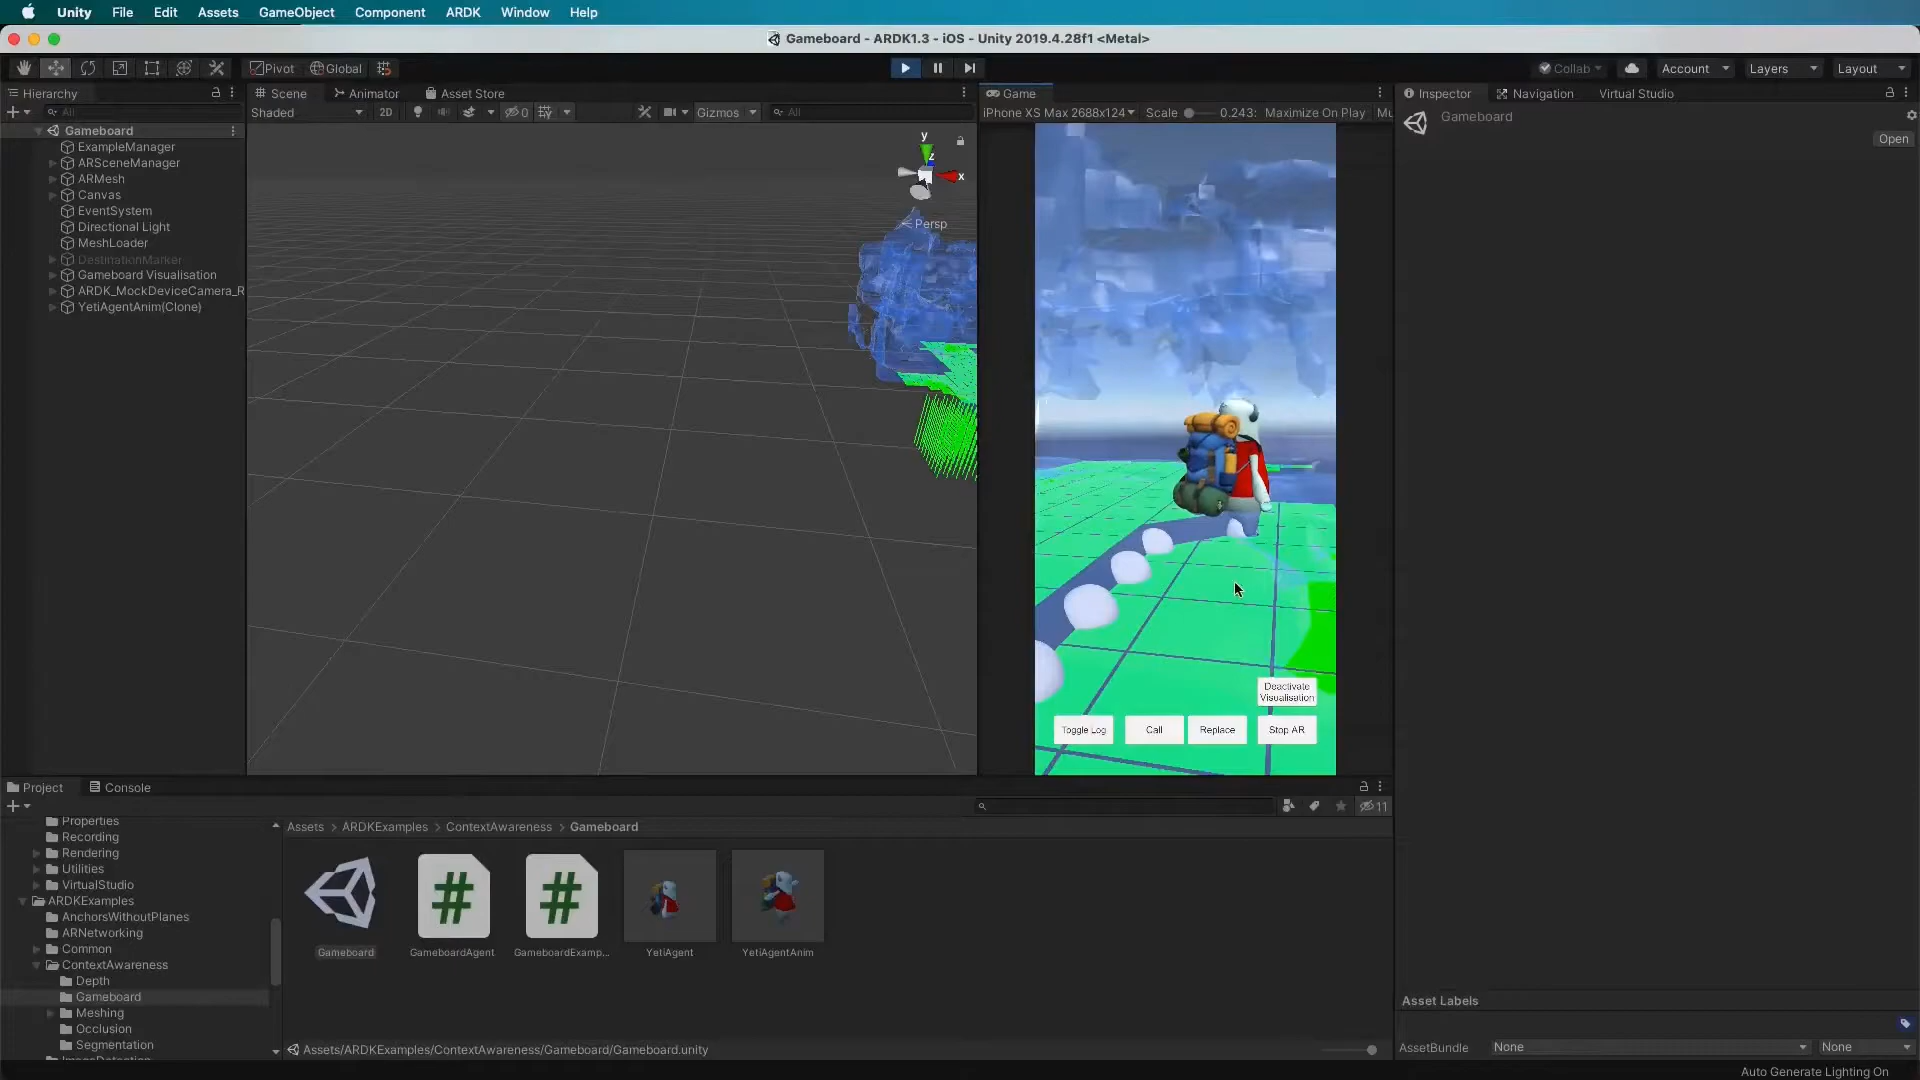 Unity File Edit Assets GameObject Component ARDK Window Help
Gameboard - ARDK1.3 - iOS - Unity 2019.4.28f1 <Metal>
Pivot Global Collab Account Layers Layout
Hierarchy
All
Gameboard
ExampleManager
ARSceneManager
ARMesh
Canvas
EventSystem
Directional Light
MeshLoader
DestinationMarker
Gameboard Visualisation
ARDK_MockDeviceCamera_R
YetiAgentAnim(Clone)
Scene Animator Asset Store
Shaded 2D 0 Gizmos All
y
z
x
Persp
Game
iPhone XS Max 2688x124 Scale 0.243: Maximize On Play Mu
Deactivate
Visualisation
Toggle Log Call Replace Stop AR
Inspector Navigation Virtual Studio
Gameboard
Open
Project Console
11
Properties
Recording
Rendering
Utilities
VirtualStudio
ARDKExamples
AnchorsWithoutPlanes
ARNetworking
Common
ContextAwareness
Depth
Gameboard
Meshing
Occlusion
Segmentation
ImageDetection
Assets > ARDKExamples > ContextAwareness > Gameboard
# #
Gameboard GameboardAgent GameboardExamp... YetiAgent YetiAgentAnim
Assets/ARDKExamples/ContextAwareness/Gameboard/Gameboard.unity
Asset Labels
AssetBundle None None
Auto Generate Lighting On